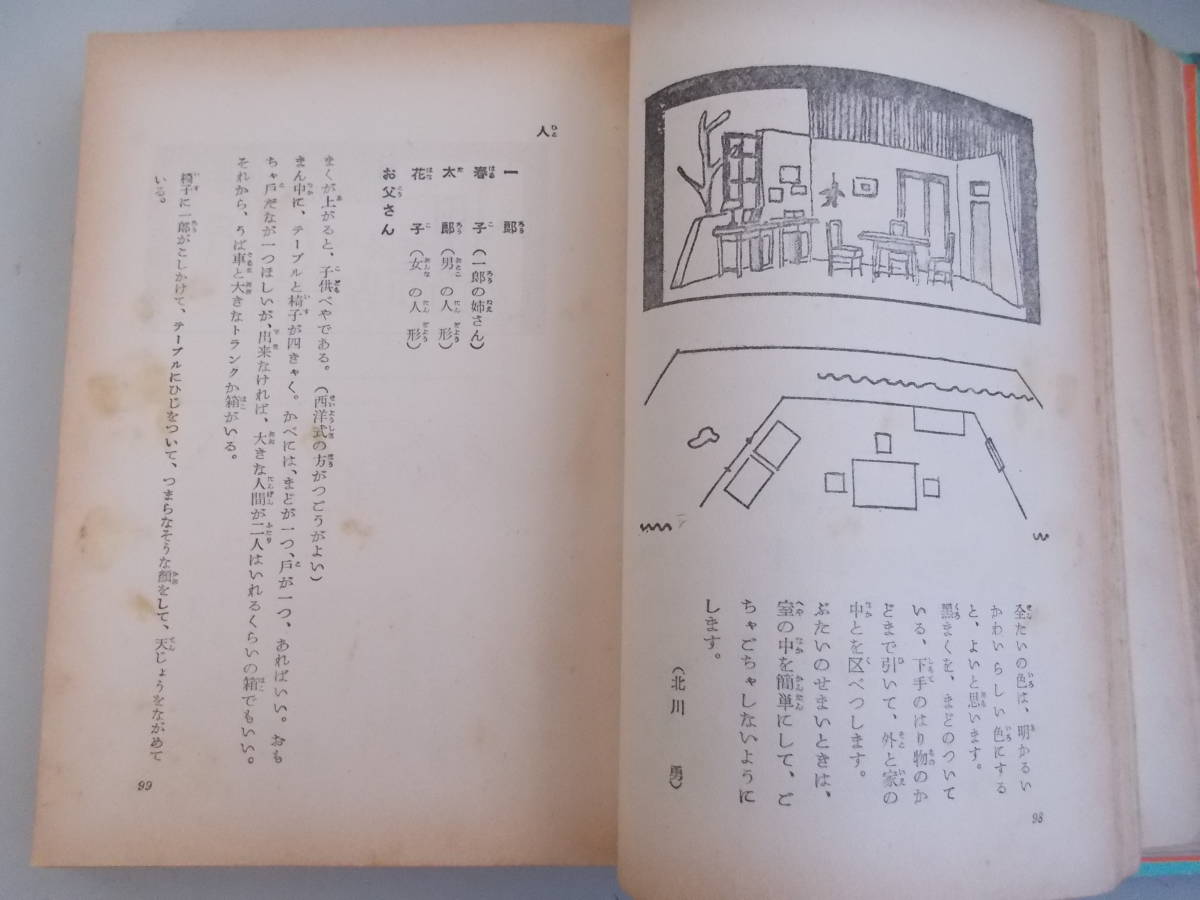 全たいの色は、明かるい
かわいらしい色にする
と、よいと思います。
黒まくを、まどのついて
いる、下手のはり物のか
どまで引いて、外と家の
中とを区べつします。
ぶたいのせまいときは、
室の中を簡単にして、ご
ちゃごちゃしないように
します。
(北川 勇)
98
人
一郎
春子(一郎の姉さん)
太郎(男の人形)
花子(女の人形)
お父さん
まくが上がると、子供べやである。(西洋式の方がつごうがよい)
まん中に、テーブルと椅子が四きゃく。かべには、まどが一つ、戸が一つ、あればいい。おも
ちゃ戸だなが一つほしいが、出来なければ、大きな人間が二人はいれるくらいの箱でもいい。
それから、うば車と大きなトランクか箱がいる。
椅子に一郎がこしかけて、テーブルにひじをついて、つまらなそうな顔をして、天じょうをながめて
いる。
99